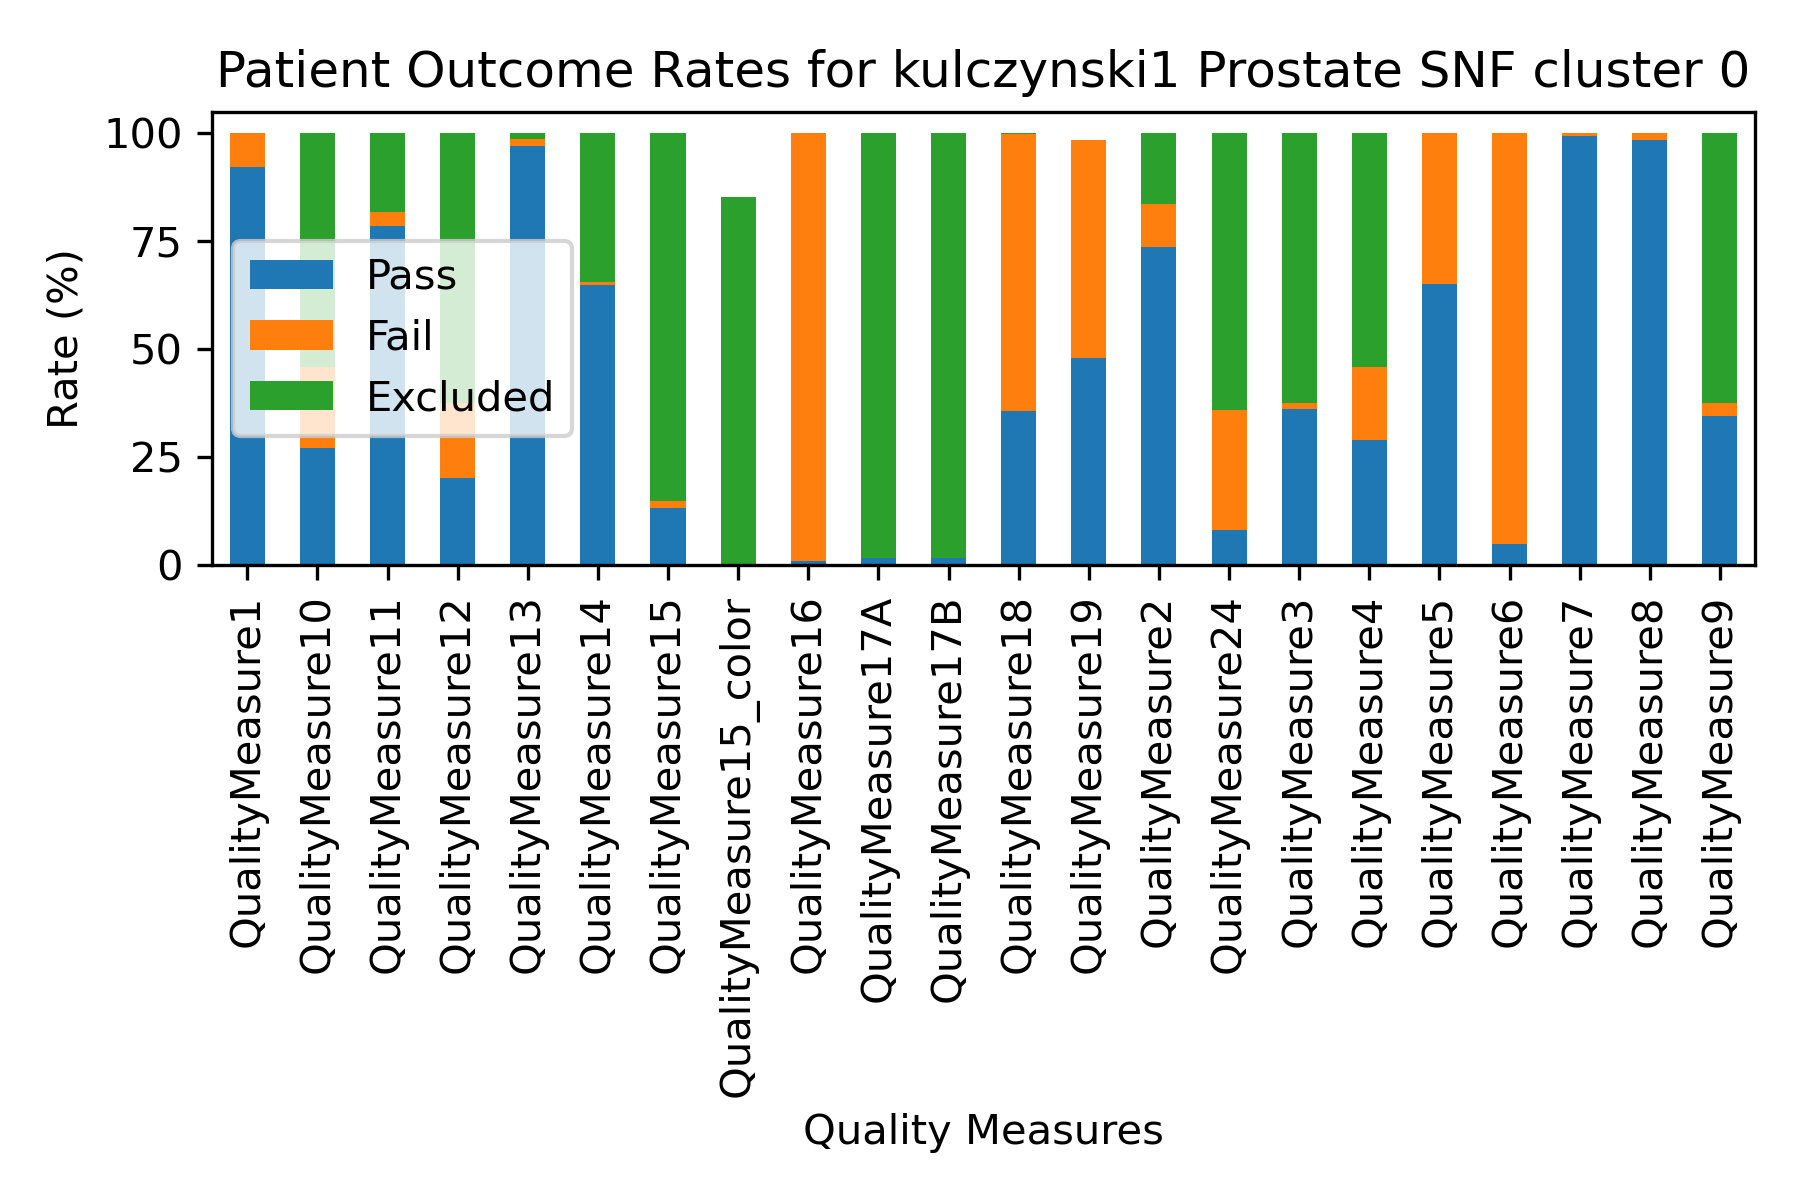 Patient Outcome Rates for kulczynski1 Prostate SNF cluster 0
Rate (%)
100
75
50
25
0
Pass
Fail
Excluded
QualityMeasure1
QualityMeasure10
QualityMeasure11
QualityMeasure12
QualityMeasure13
QualityMeasure14
QualityMeasure15
QualityMeasure15_color
QualityMeasure16
QualityMeasure17A
QualityMeasure17B
QualityMeasure18
QualityMeasure19
QualityMeasure2
QualityMeasure24
QualityMeasure3
QualityMeasure4
QualityMeasure5
QualityMeasure6
QualityMeasure7
QualityMeasure8
QualityMeasure9
Quality Measures